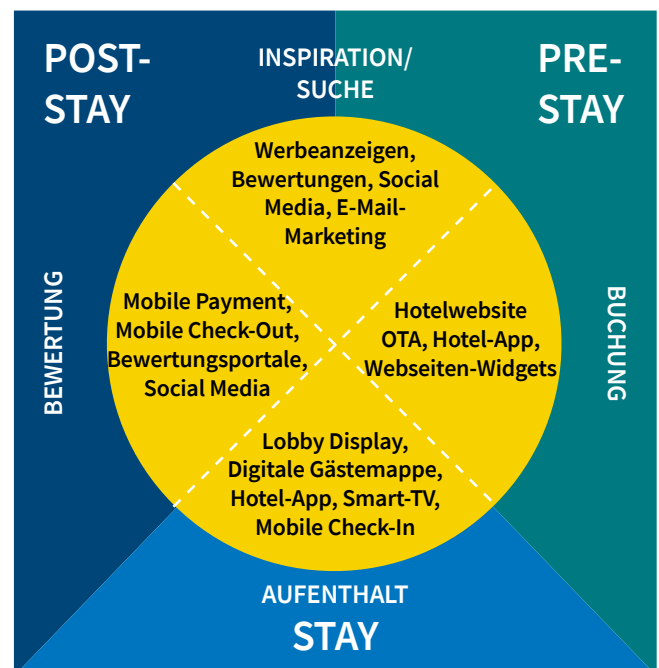 POST-
STAY
INSPIRATION/
SUCHE
PRE-
STAY
Werbeanzeigen,
Bewertungen, Social
Media, E-Mail-
Marketing
BEWERTUNG
Mobile Payment,
Mobile Check-Out,
Bewertungsportale,
Social Media
Hotelwebsite
OTA, Hotel-App,
Webseiten-Widgets
BUCHUNG
Lobby Display,
Digitale Gästemappe,
Hotel-App, Smart-TV,
Mobile Check-In
AUFENTHALT
STAY